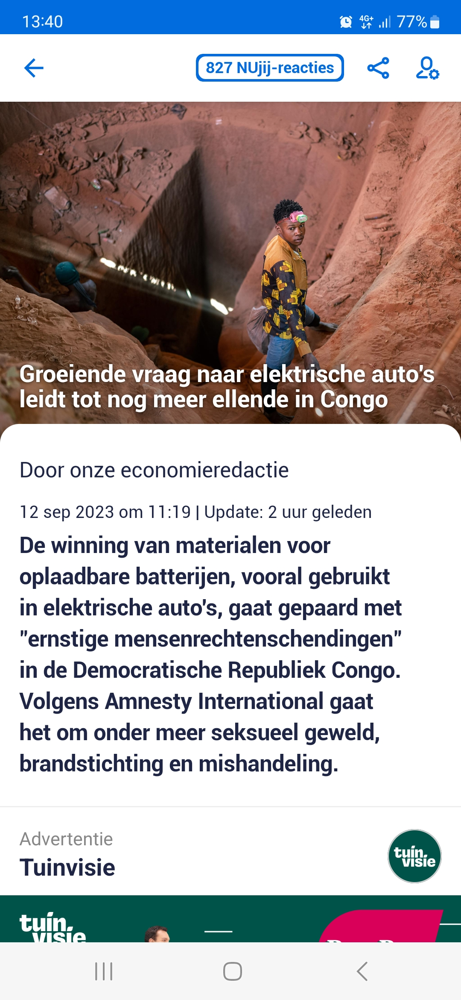 13:40
4G+
77%
827 NUjij-reacties
Groeiende vraag naar elektrische auto's
leidt tot nog meer ellende in Congo
Door onze economieredactie
12 sep 2023 om 11:19 | Update: 2 uur geleden
De winning van materialen voor
oplaadbare batterijen, vooral gebruikt
in elektrische auto's, gaat gepaard met
"ernstige mensenrechtenschendingen"
in de Democratische Republiek Congo.
Volgens Amnesty International gaat
het om onder meer seksueel geweld,
brandstichting en mishandeling.
Advertentie
Tuinvisie
tuin
visie
tuin
visie